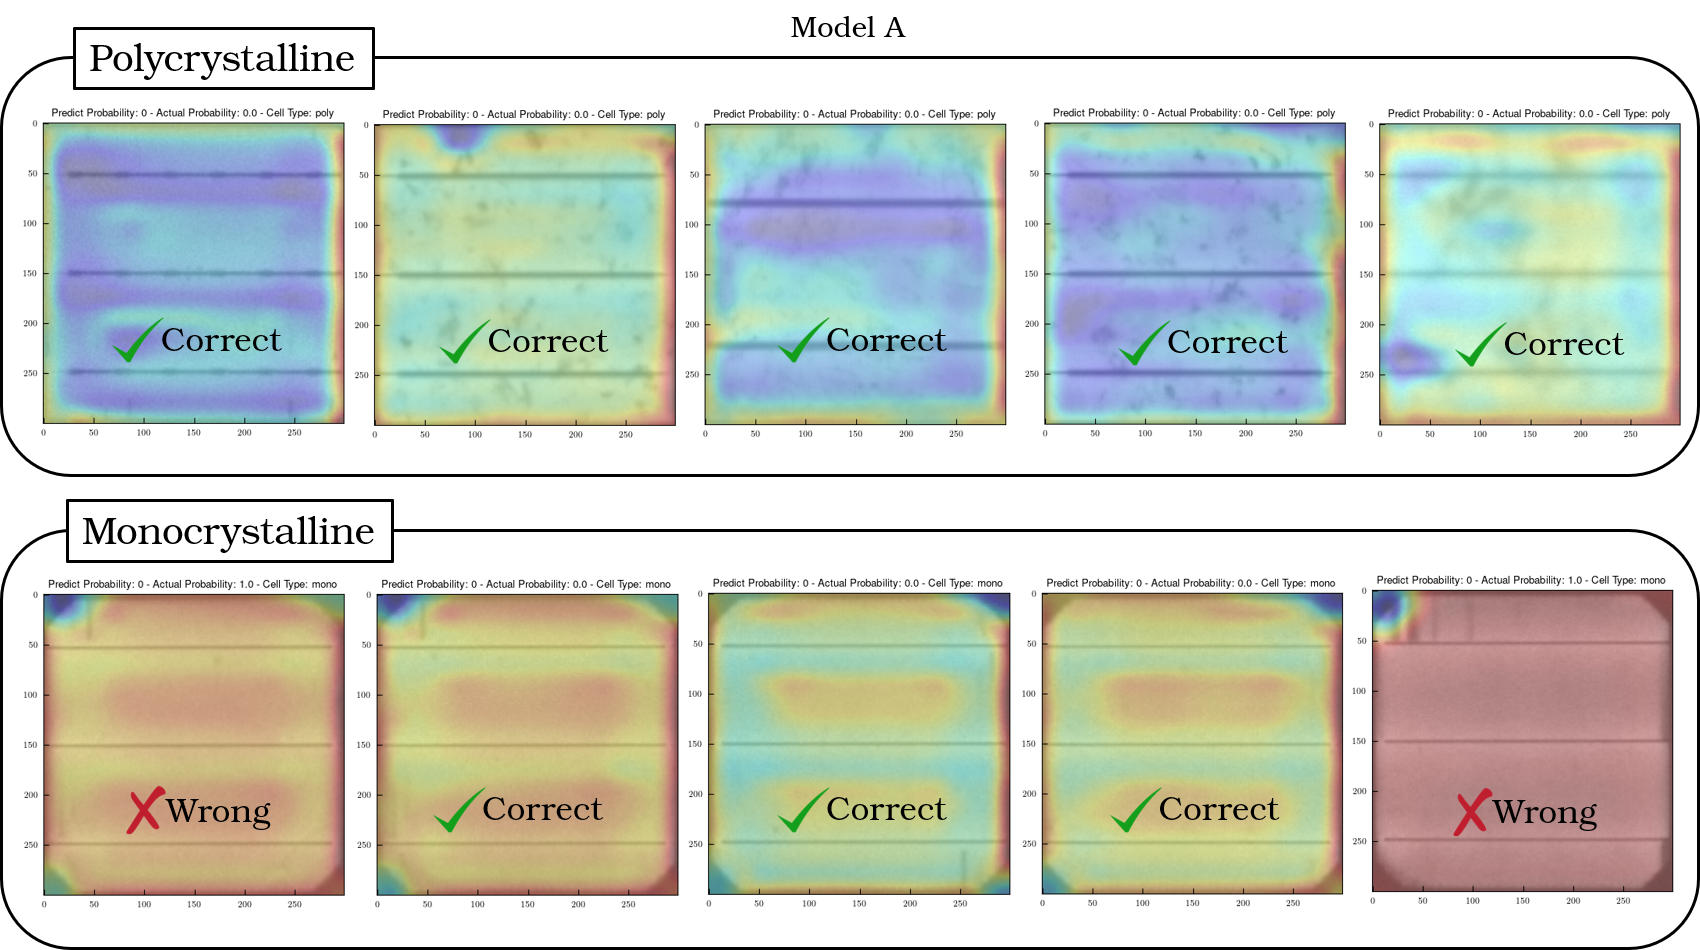 Model A
Polycrystalline
Predict Probability: 0 - Actual Probability: 0.0 - Cell Type: poly
Predict Probability: 0 - Actual Probability: 0.0 - Cell Type: poly
Predict Probability: 0 - Actual Probability: 0.0 - Cell Type: poly
Predict Probability: 0 - Actual Probability: 0.0 - Cell Type: poly
Predict Probability: 0 - Actual Probability: 0.0 - Cell Type: poly
0
50
100
150
200
250
0 50 100 150 200 250
Correct
0
50
100
150
200
250
0 50 100 150 200 250
Correct
0
50
100
150
200
250
0 50 100 150 200 250
Correct
0
50
100
150
200
250
0 50 100 150 200 250
Correct
0
50
100
150
200
250
0 50 100 150 200 250
Correct
Monocrystalline
Predict Probability: 0 - Actual Probability: 1.0 - Cell Type: mono
Predict Probability: 0 - Actual Probability: 0.0 - Cell Type: mono
Predict Probability: 0 - Actual Probability: 0.0 - Cell Type: mono
Predict Probability: 0 - Actual Probability: 0.0 - Cell Type: mono
Predict Probability: 0 - Actual Probability: 1.0 - Cell Type: mono
0
50
100
150
200
250
0 50 100 150 200 250
Wrong
0
50
100
150
200
250
0 50 100 150 200 250
Correct
0
50
100
150
200
250
0 50 100 150 200 250
Correct
0
50
100
150
200
250
0 50 100 150 200 250
Correct
0
50
100
150
200
250
0 50 100 150 200 250
Wrong